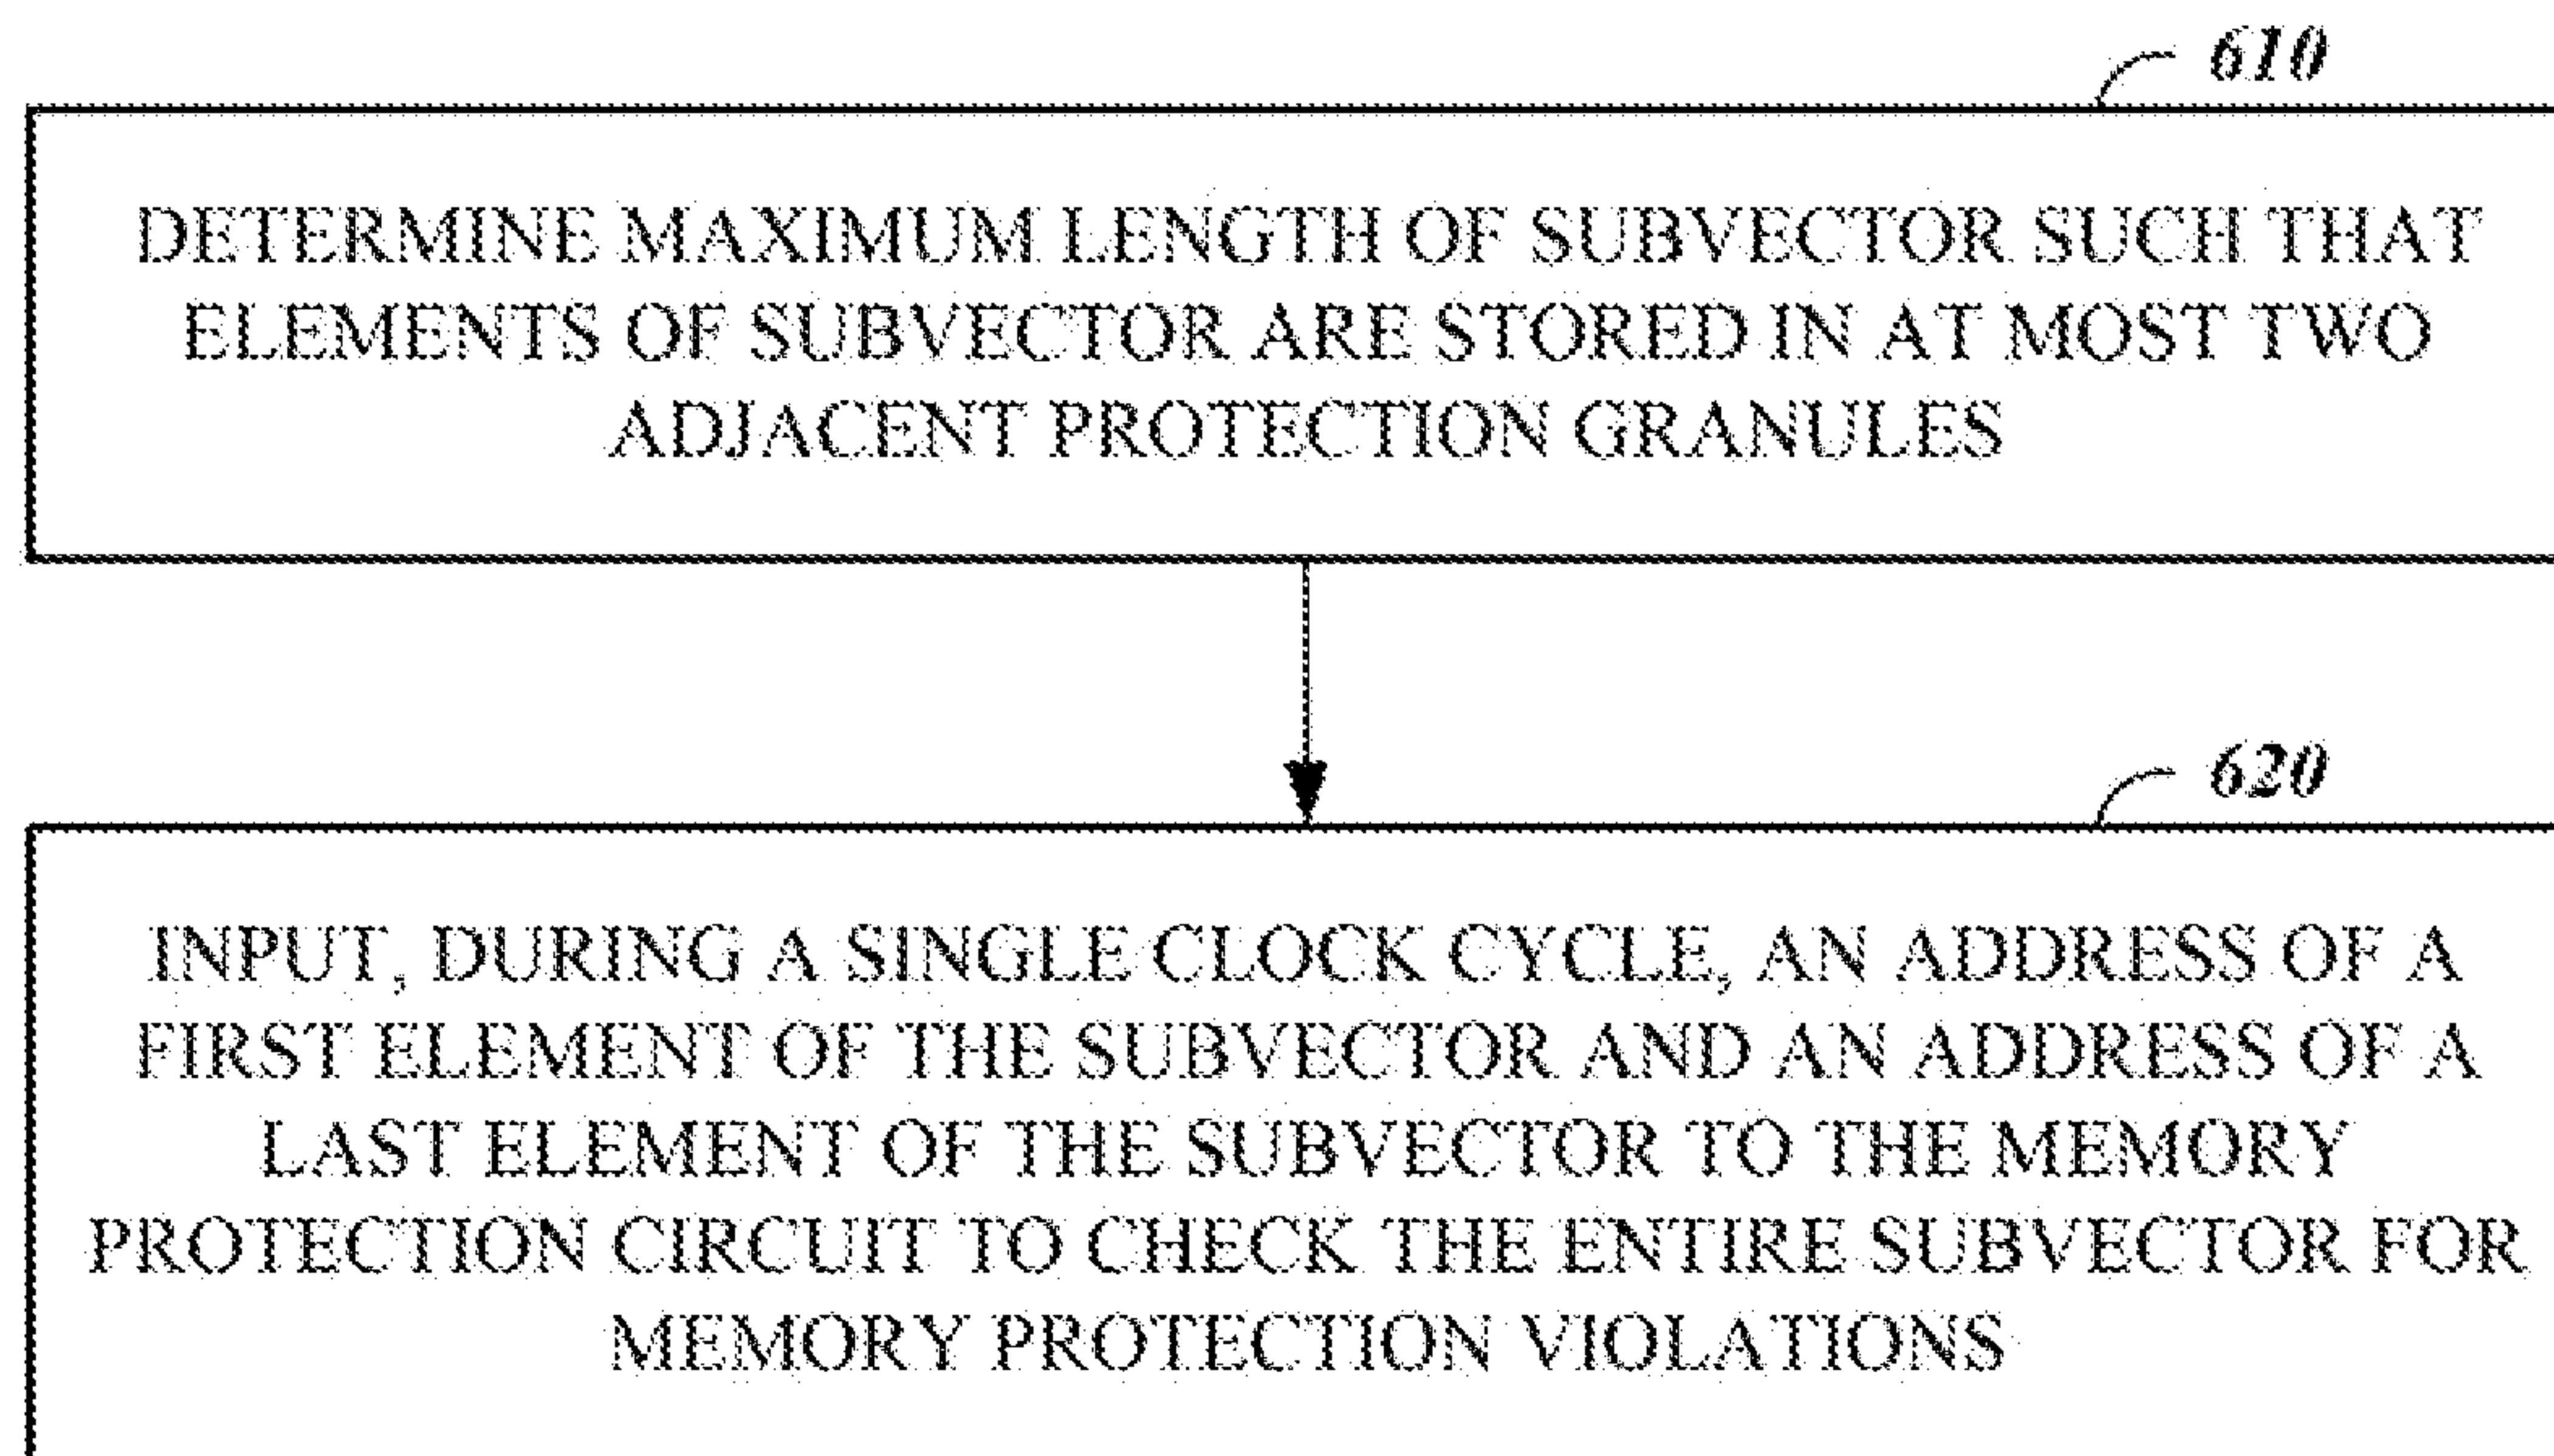 610
DETERMINE MAXIMUM LENGTH OF SUBVECTOR SUCH THAT
ELEMENTS OF SUBVECTOR ARE STORED IN AT MOST TWO
ADJACENT PROTECTION GRANULES
620
INPUT, DURING A SINGLE CLOCK CYCLE, AN ADDRESS OF A
FIRST ELEMENT OF THE SUBVECTOR AND AN ADDRESS OF A
LAST ELEMENT OF THE SUBVECTOR TO THE MEMORY
PROTECTION CIRCUIT TO CHECK THE ENTIRE SUBVECTOR FOR
MEMORY PROTECTION VIOLATIONS